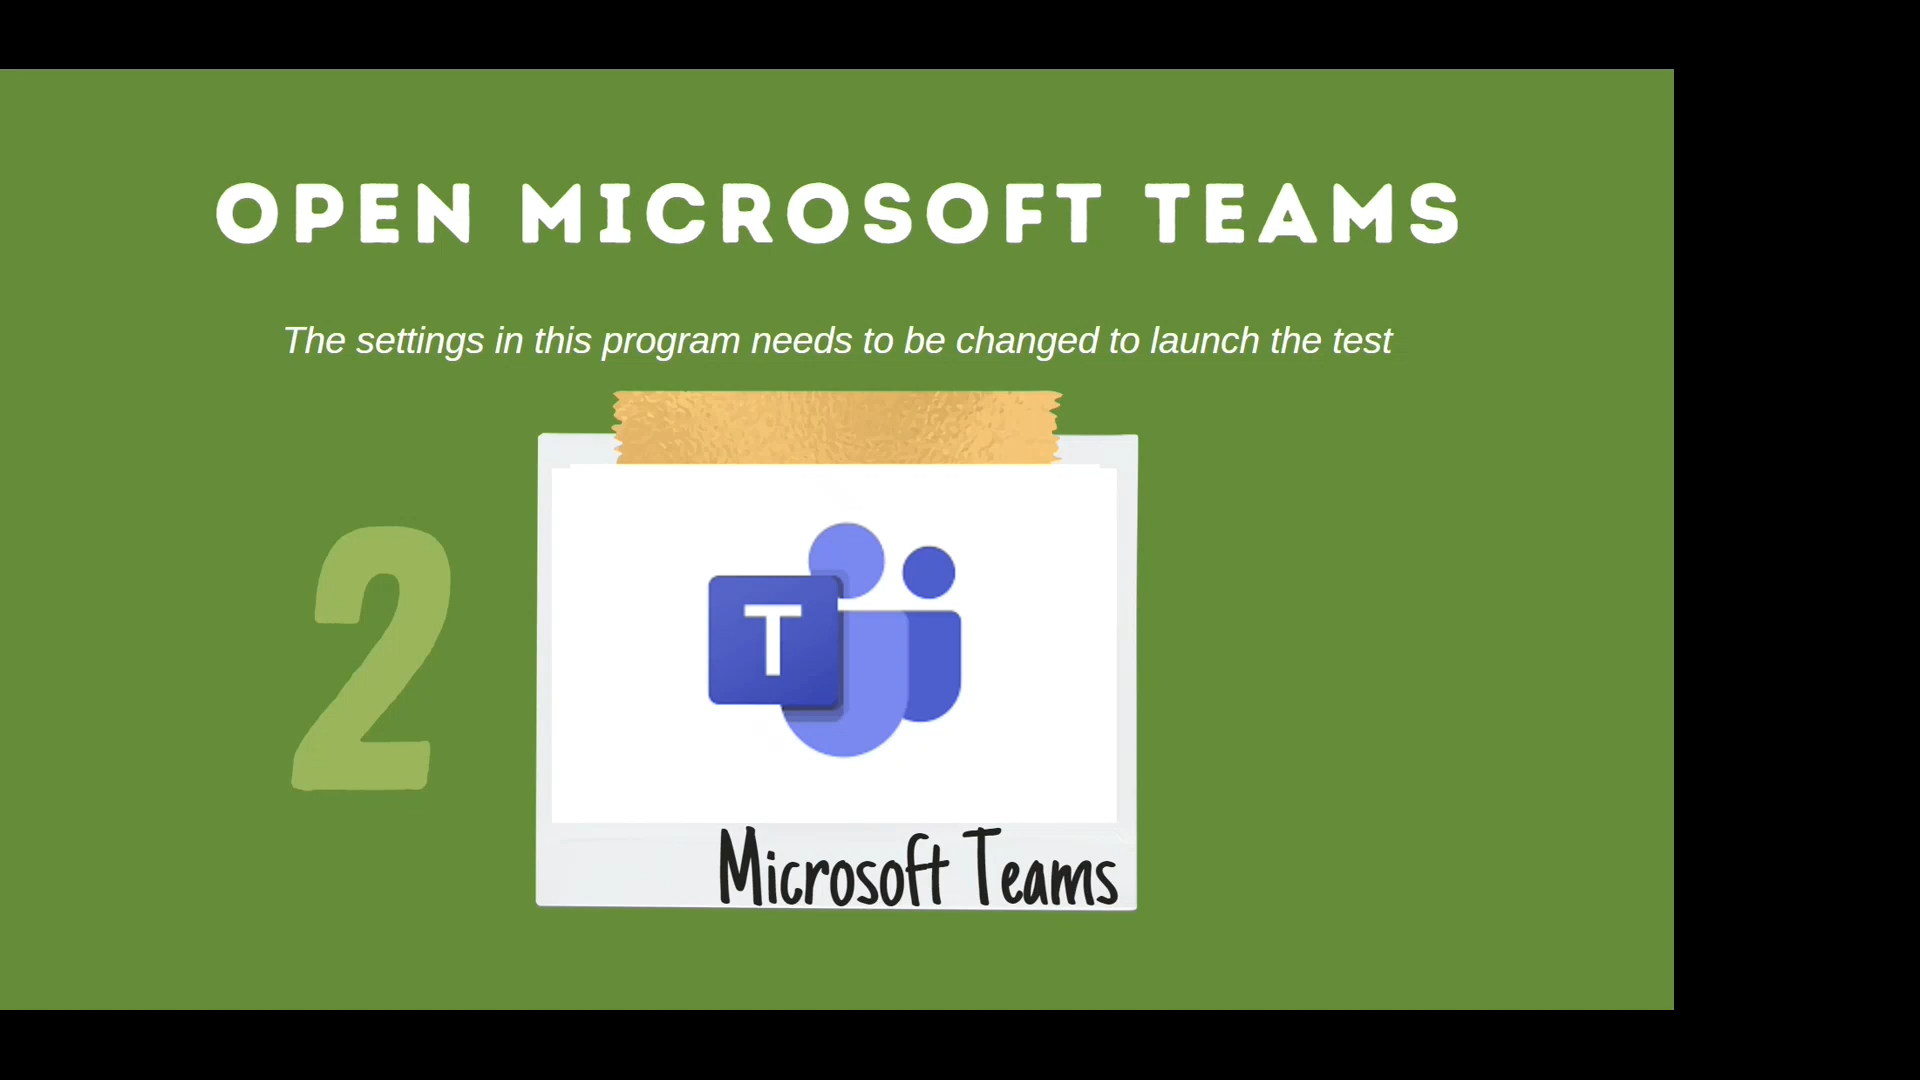 OPEN MICROSOFT TEAMS
The settings in this program needs to be changed to launch the test
2
T
Microsoft Teams